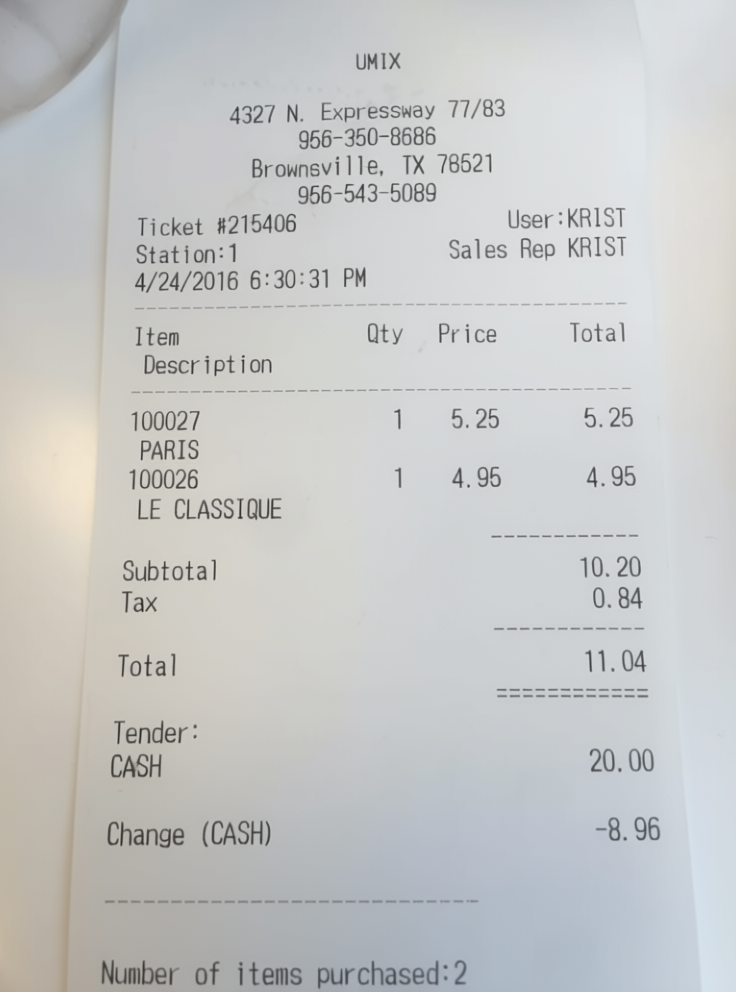 UMIX
4327 N. Expressway 77/83
956-350-8686
Brownsville, TX 78521
956-543-5089
Ticket #215406 User:KRIST
Station:1 Sales Rep KRIST
4/24/2016 6:30:31 PM
Item Qty Price Total
Description
100027 1 5.25 5.25
PARIS
100026 1 4.95 4.95
LE CLASSIQUE
Subtotal 10.20
Tax 0.84
Total 11.04
Tender:
CASH 20.00
Change (CASH) -8.96
Number of items purchased:2